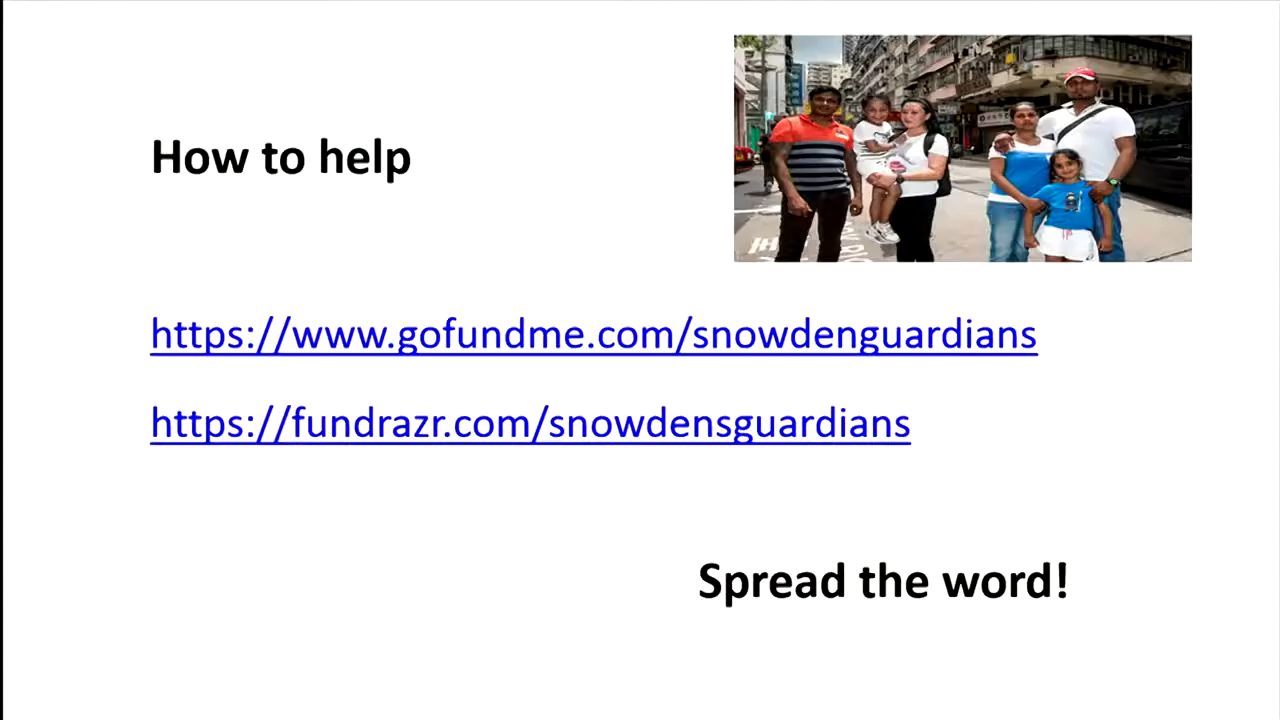 How to help
https://www.gofundme.com/snowdenguardians
https://fundrazr.com/snowdensguardians
Spread the word!